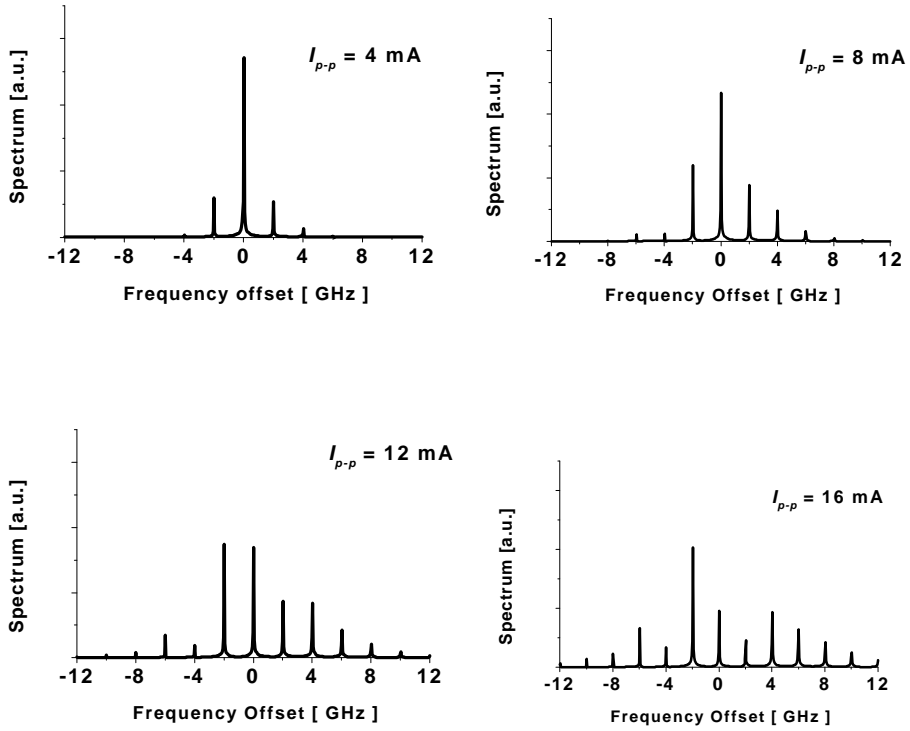 I_p-p = 4 mA
Spectrum [a.u.]
-12 -8 -4 0 4 8 12
Frequency offset [ GHz ]
I_p-p = 8 mA
Spectrum [a.u.]
-12 -8 -4 0 4 8 12
Frequency Offset [ GHz ]
I_p-p = 12 mA
Spectrum [a.u.]
-12 -8 -4 0 4 8 12
Frequency Offset [ GHz ]
I_p-p = 16 mA
Spectrum [a.u.]
-12 -8 -4 0 4 8 12
Frequency Offset [ GHz ]